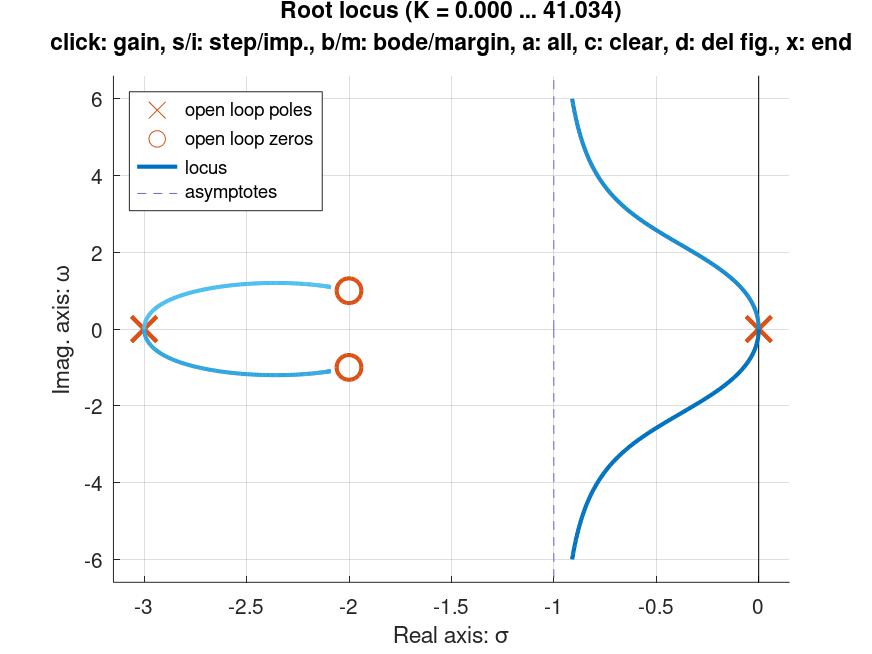 Root locus (K = 0.000 ... 41.034)
click: gain, s/i: step/imp., b/m: bode/margin, a: all, c: clear, d: del fig., x: end
open loop poles
open loop zeros
locus
asymptotes
6
4
2
0
-2
-4
-6
Imag. axis: ω
-3
-2.5
-2
-1.5
-1
-0.5
0
Real axis: σ